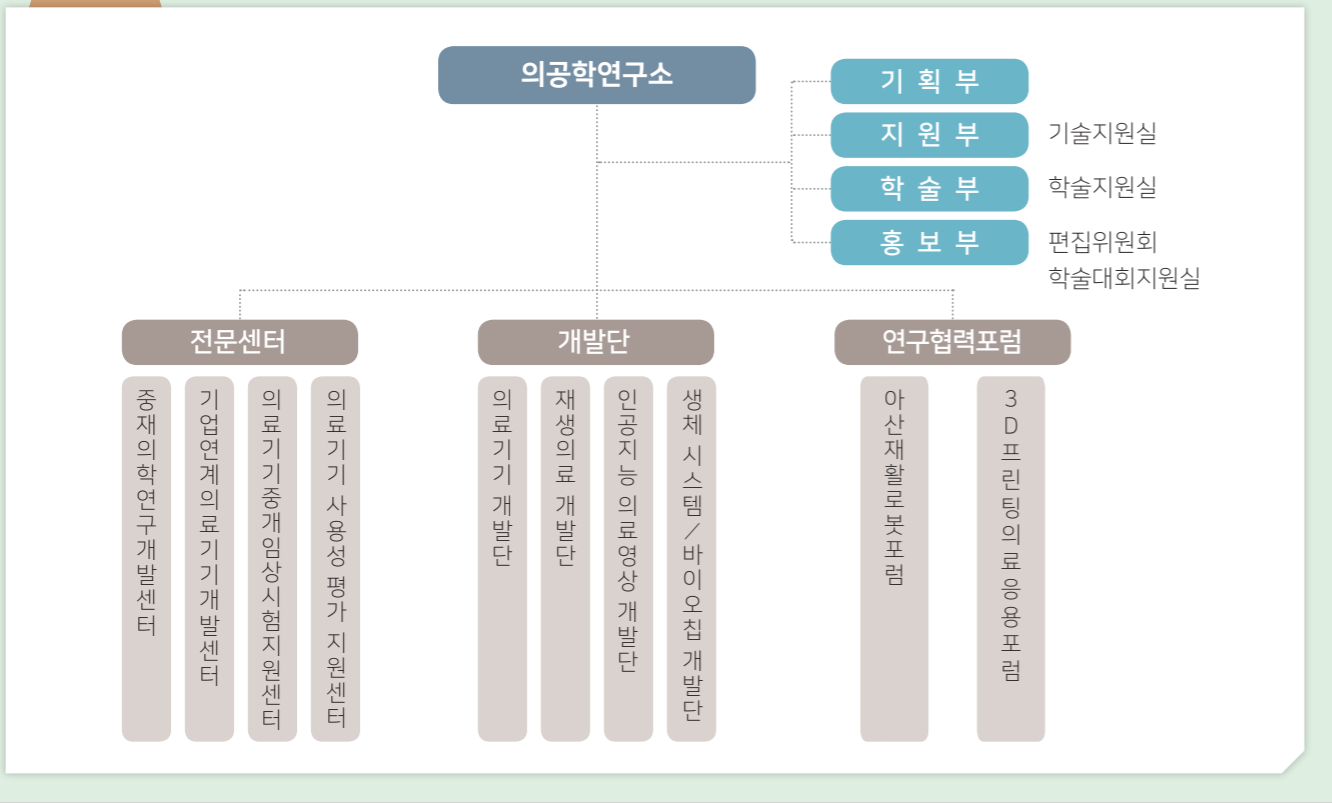 의공학연구소
기 획 부
지 원 부
기술지원실
학 술 부
학술지원실
홍 보 부
편집위원회
학술대회지원실
전문센터
중재의학연구개발센터
기업연계의료기기개발센터
의료기기중개임상시험지원센터
의료기기 사용성 평가 지원센터
개발단
의료기기 개발단
재생의료 개발단
인공지능 의료영상 개발단
생체 시스템/바이오칩 개발단
연구협력포럼
아산재활로봇포럼
3D프린팅의료응용포럼